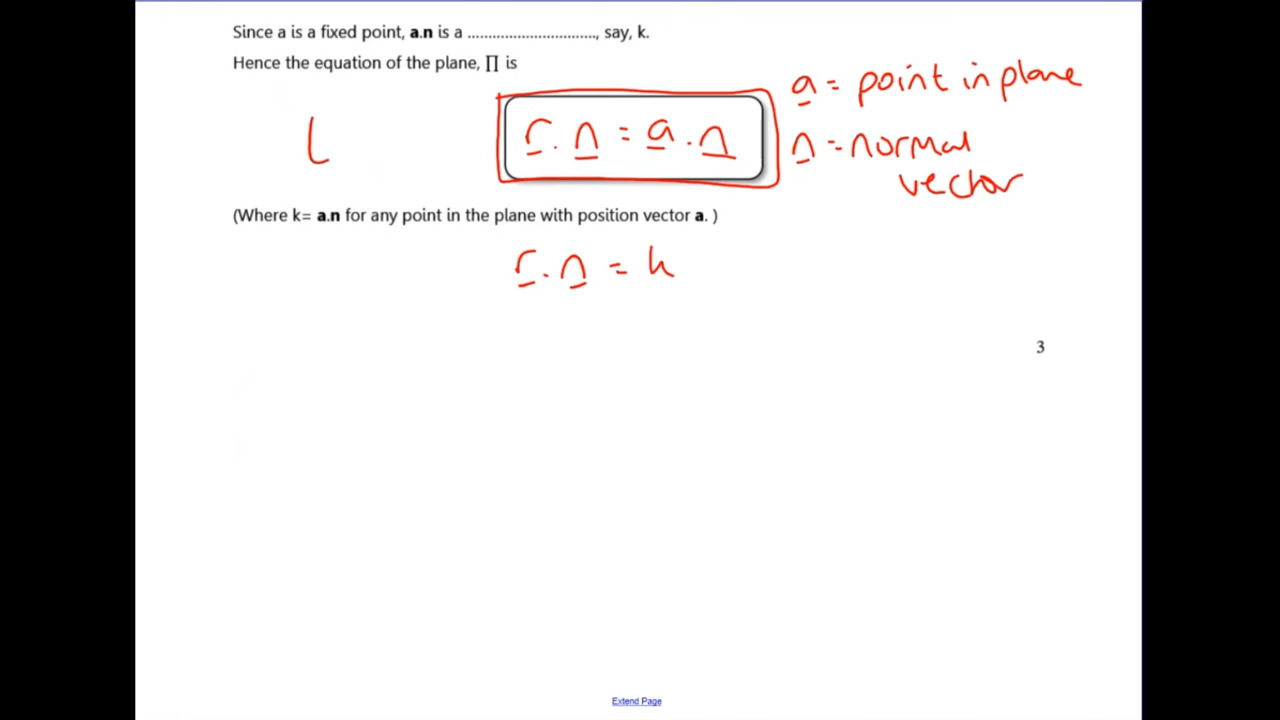 Since a is a fixed point, a.n is a ..............................., say, k.
Hence the equation of the plane, ∏ is
a = point in plane
r . n = a . n
n = normal
vector
(Where k= a.n for any point in the plane with position vector a. )
r . n = k
3
Extend Page